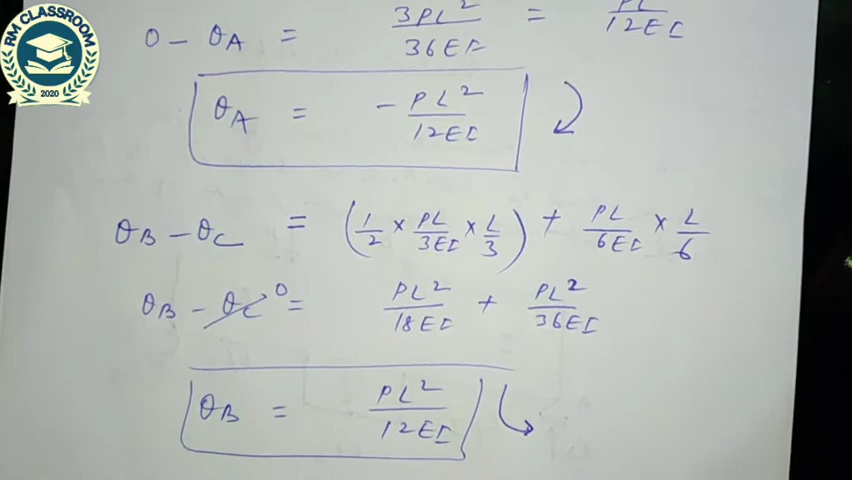 RM CLASSROOM
2020
0 - θA = 3PL²/36EI = PL²/12EI
θA = - PL²/12EI
θB - θC = (1/2 × PL/3EI × L/3) + PL/6EI × L/6
θB - θC⁰ = PL²/18EI + PL²/36EI
θB = PL²/12EI